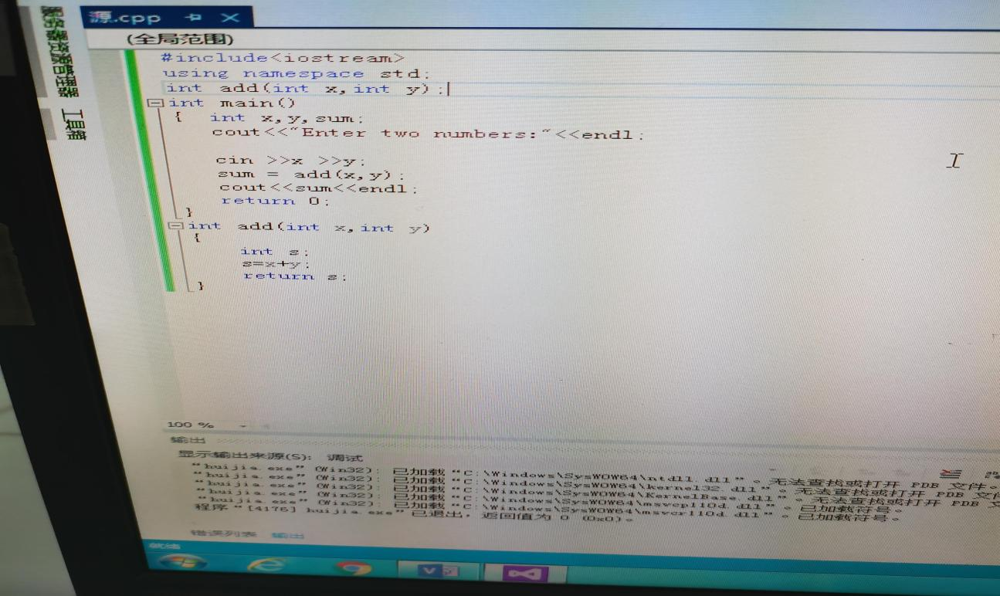 源.cpp
服务器资源管理器
工具箱
(全局范围)
#include<iostream>
using namespace std;
int add(int x,int y);
int main()
{ int x,y,sum;
cout<<"Enter two numbers:"<<endl;
cin >>x >>y;
sum = add(x,y);
cout<<sum<<endl;
return 0;
}
int add(int x,int y)
{
int s;
s=x+y;
return s;
}
100 %
输出
显示输出来源(S): 调试
"huijia.exe" (Win32): 已加载 "C:\Windows\SysWOW64\ntdll.dll"。无法查找或打开 PDB 文件。
"huijia.exe" (Win32): 已加载 "C:\Windows\SysWOW64\kernel32.dll"。无法查找或打开 PDB 文件
"huijia.exe" (Win32): 已加载 "C:\Windows\SysWOW64\KernelBase.dll"。无法查找或打开 PDB
"huijia.exe" (Win32): 已加载 "C:\Windows\SysWOW64\msvcp110d.dll"。已加载符号。
"huijia.exe" (Win32): 已加载 "C:\Windows\SysWOW64\msvcr110d.dll"。已加载符号。
程序 "[4176] huijia.exe" 已退出，返回值为 0 (0x0)。
错误列表 输出
就绪